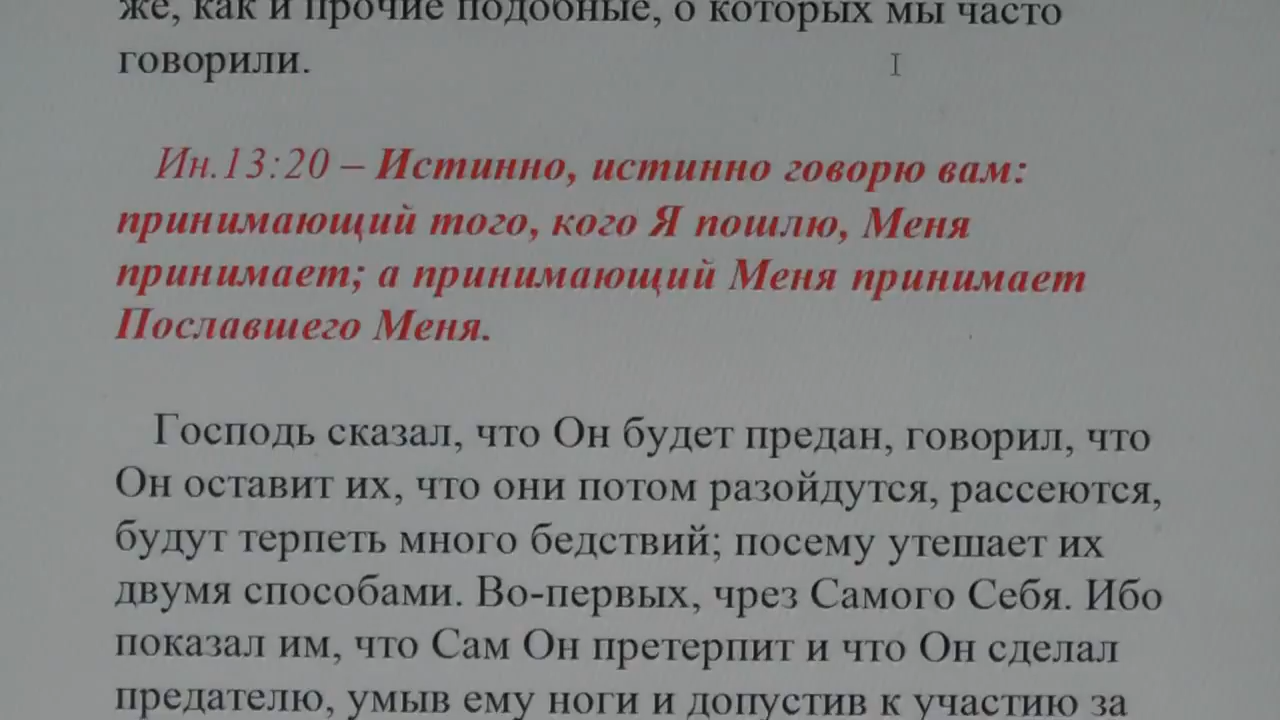 же, как и прочие подобные, о которых мы часто
говорили.
Ин.13:20 – Истинно, истинно говорю вам:
принимающий того, кого Я пошлю, Меня
принимает; а принимающий Меня принимает
Пославшего Меня.
Господь сказал, что Он будет предан, говорил, что
Он оставит их, что они потом разойдутся, рассеются,
будут терпеть много бедствий; посему утешает их
двумя способами. Во-первых, чрез Самого Себя. Ибо
показал им, что Сам Он претерпит и что Он сделал
предателю, умыв ему ноги и допустив к участию за